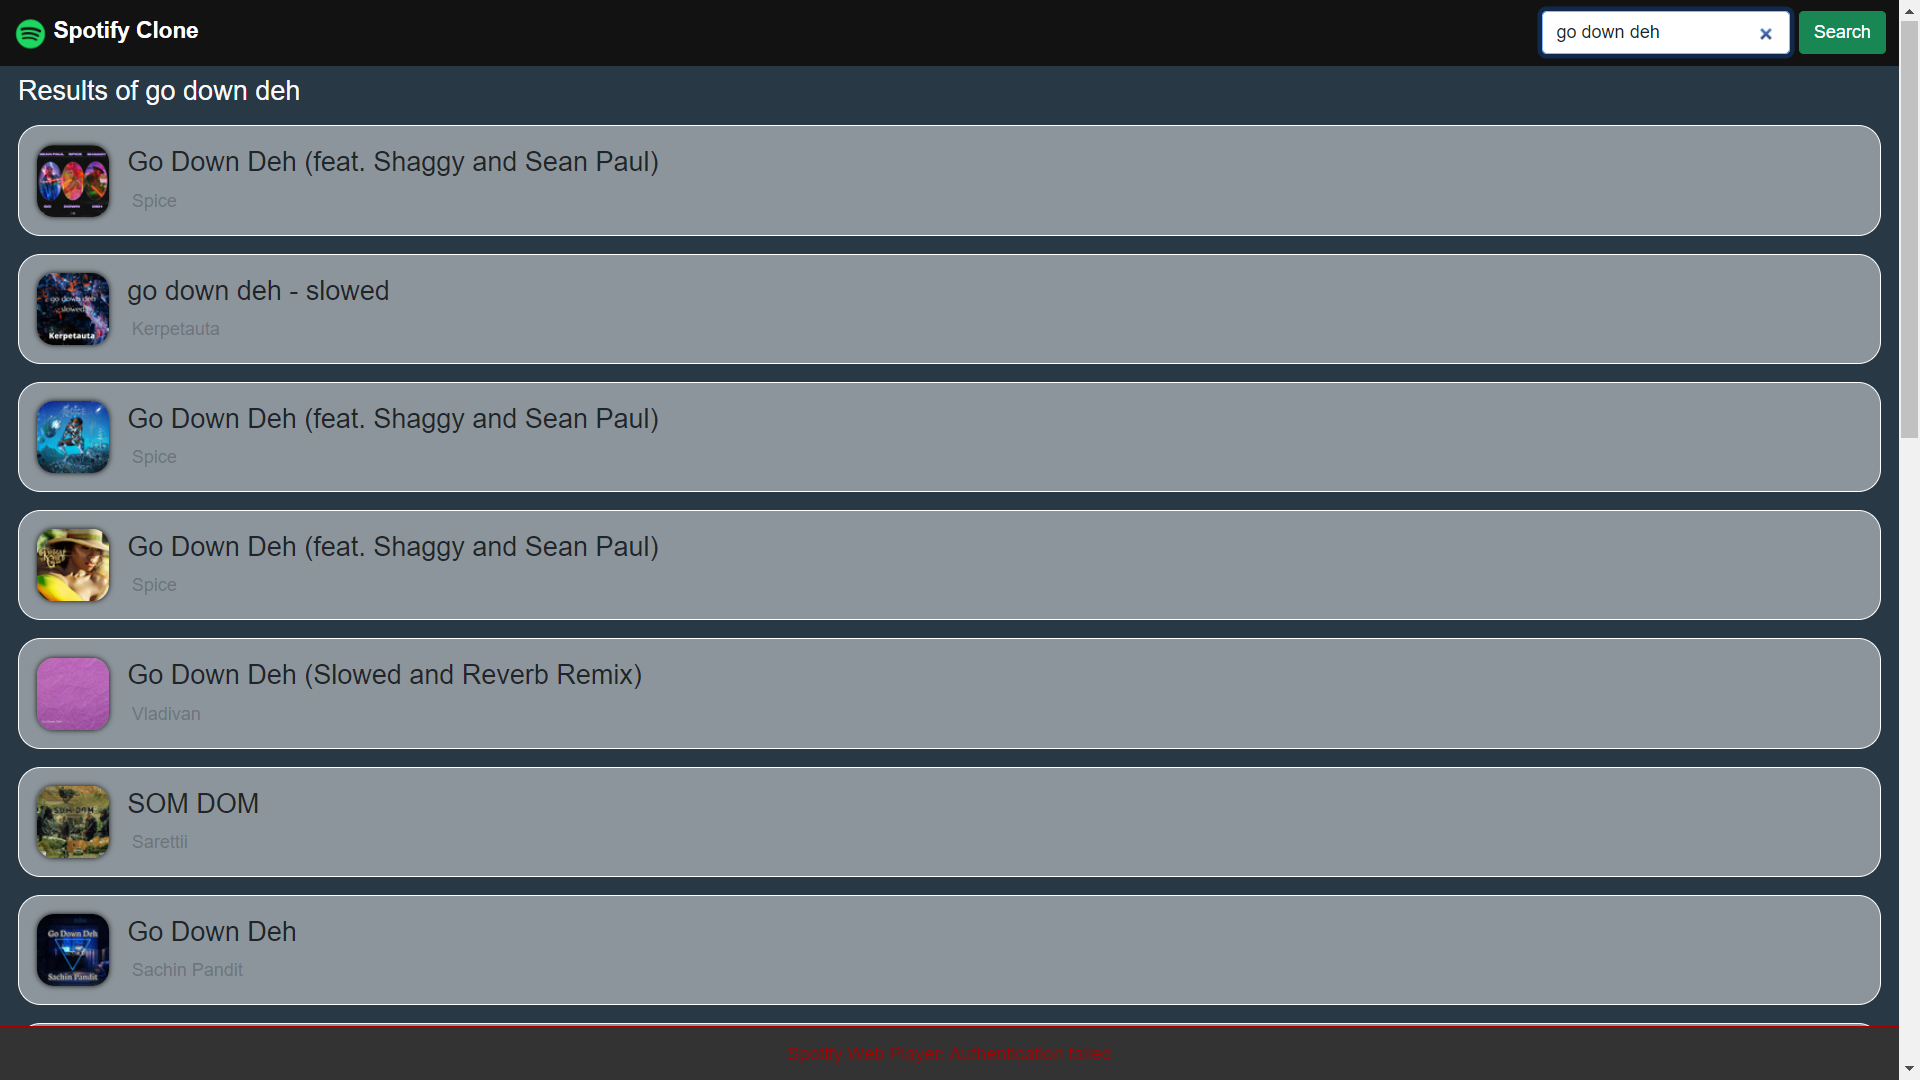 Spotify Clone
go down deh
Search
Results of go down deh
Go Down Deh (feat. Shaggy and Sean Paul)
Spice
go down deh
slowed
Kerpetauta
go down deh - slowed
Kerpetauta
Go Down Deh (feat. Shaggy and Sean Paul)
Spice
Go Down Deh (feat. Shaggy and Sean Paul)
Spice
Go Down Deh (Slowed and Reverb Remix)
Vladivan
SOM DOM
SOM DOM
Sarettii
Go Down Deh
Sachin Pandit
Go Down Deh
Sachin Pandit
Spotify Web Player: Authentication failed